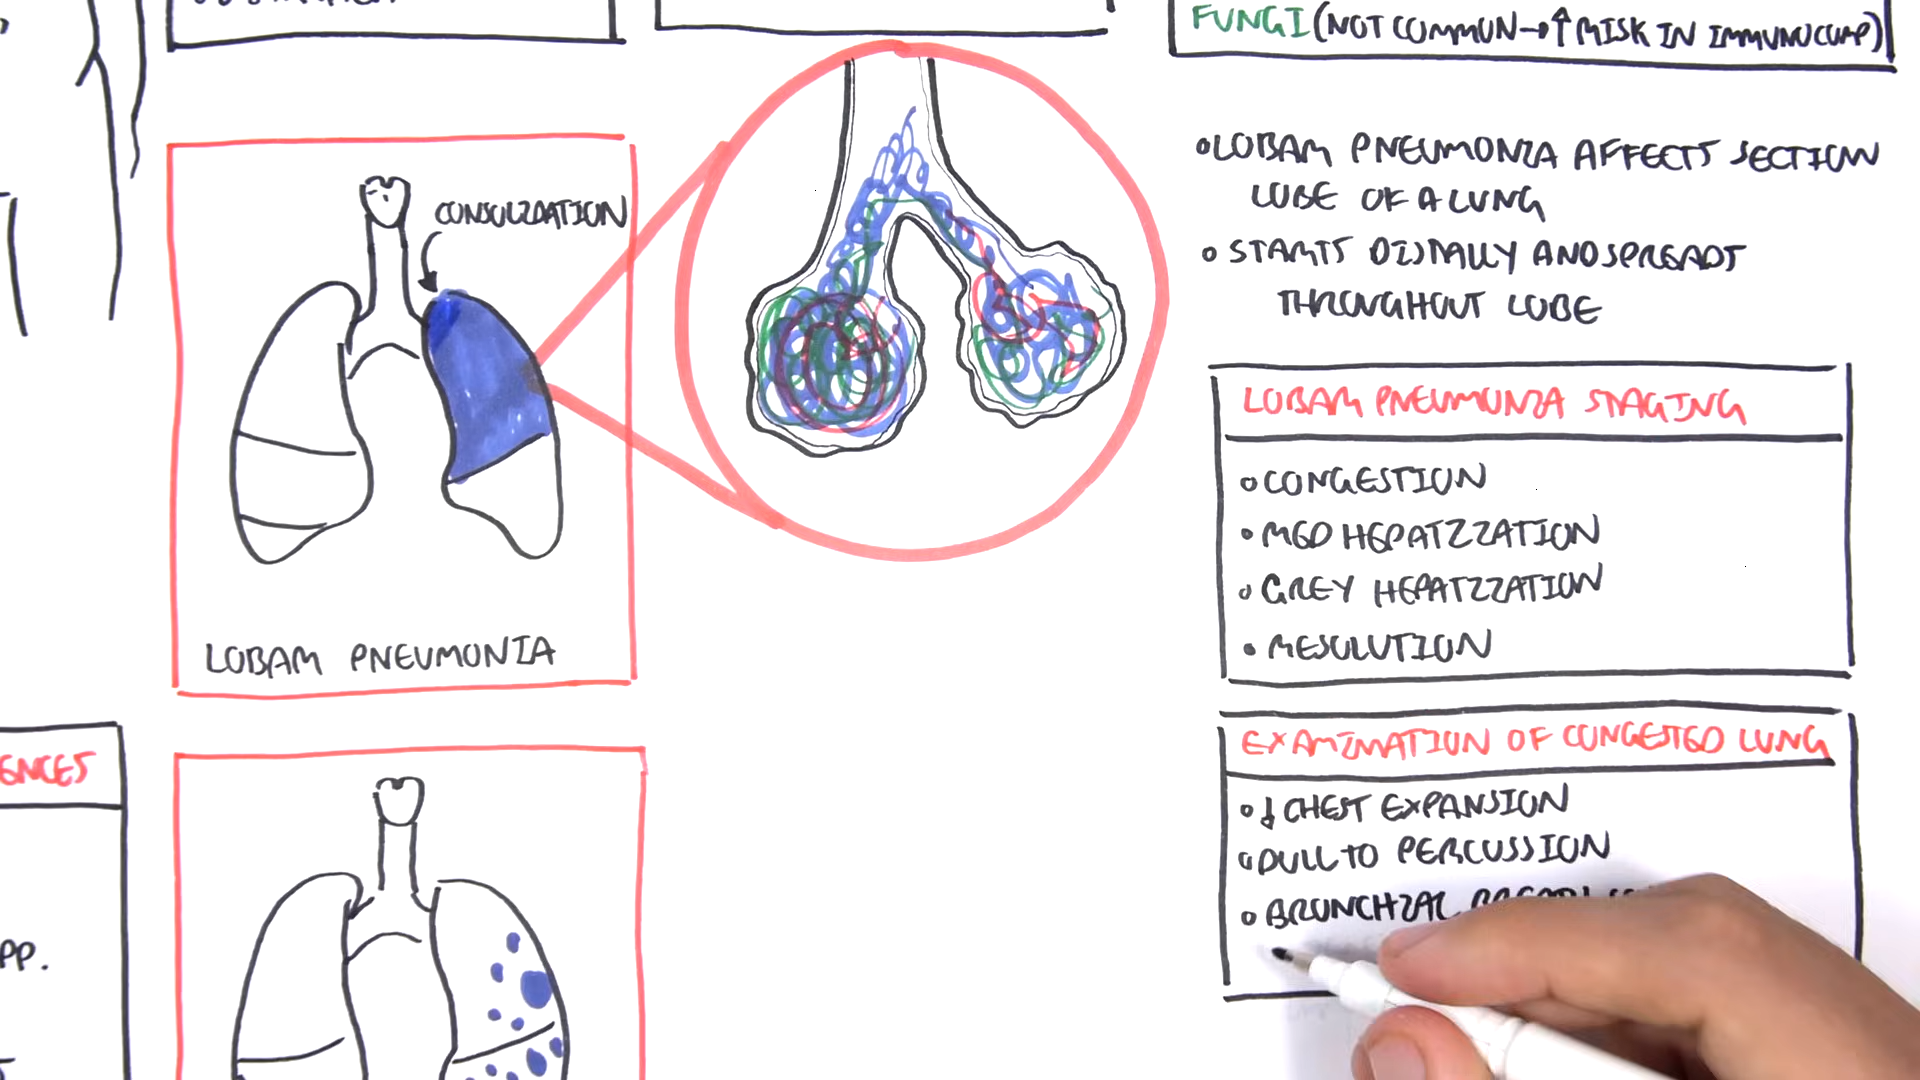 FUNGI (NOT COMMON → ↑ RISK IN IMMUNOCOMP)
CONSOLIDATION
LOBAR PNEUMONIA
ENCES
PP.
• LOBAR PNEUMONIA AFFECTS SECTION
LOBE OF A LUNG
• STARTS DISTALLY AND SPREADS
THROUGHOUT LOBE
LOBAR PNEUMONIA STAGING
• CONGESTION
• RED HEPATIZATION
• GREY HEPATIZATION
• RESOLUTION
EXAMINATION OF CONGESTED LUNG
• ↓ CHEST EXPANSION
• DULL TO PERCUSSION
• BRONCHIAL